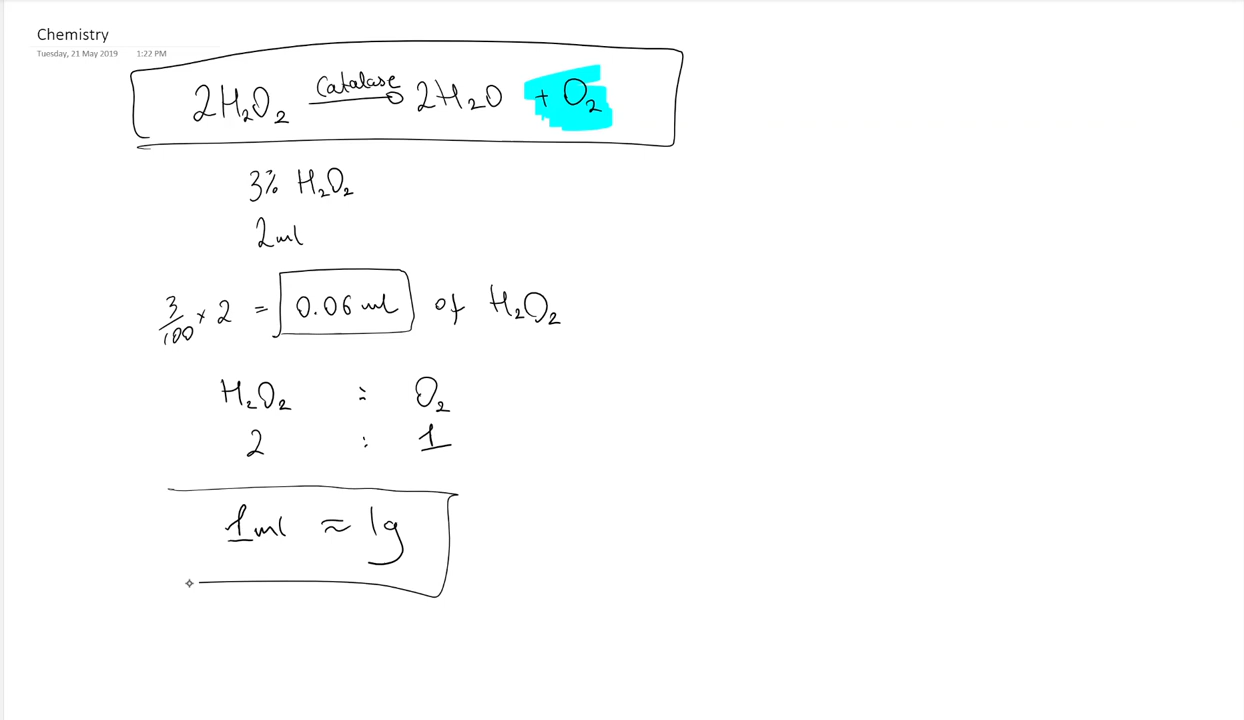 Chemistry
Tuesday, 21 May 2019 1:22 PM
2H₂O₂ Catalase → 2H₂O + O₂
3% H₂O₂
2ml
3/100 × 2 = 0.06 ml of H₂O₂
H₂O₂ : O₂
2 : 1
1ml ≈ 1g